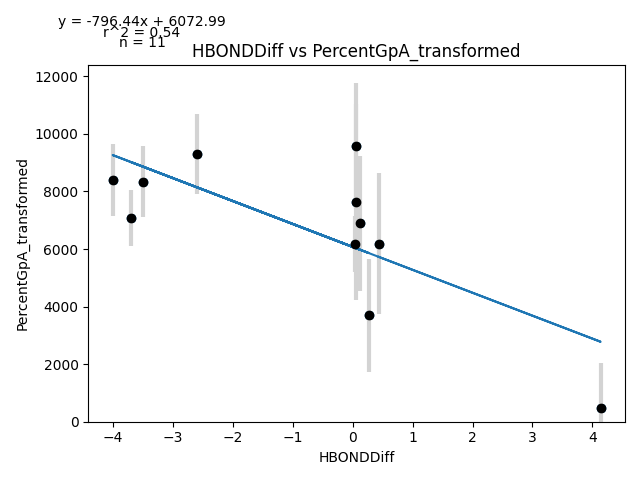 y = -796.44x + 6072.99
r^2 = 0.54
n = 11
HBONDDiff vs PercentGpA_transformed
12000
10000
8000
6000
4000
2000
0
PercentGpA_transformed
−4
−3
−2
−1
0
1
2
3
4
HBONDDiff